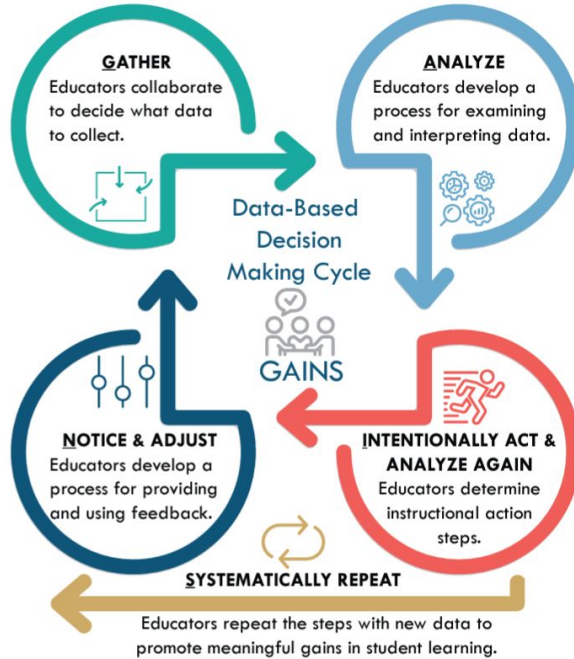 GATHER
Educators collaborate
to decide what data
to collect.
ANALYZE
Educators develop a
process for examining
and interpreting data.
Data-Based
Decision
Making Cycle
GAINS
NOTICE & ADJUST
Educators develop a
process for providing
and using feedback.
INTENTIONALLY ACT &
ANALYZE AGAIN
Educators determine
instructional action
steps.
SYSTEMATICALLY REPEAT
Educators repeat the steps with new data to
promote meaningful gains in student learning.